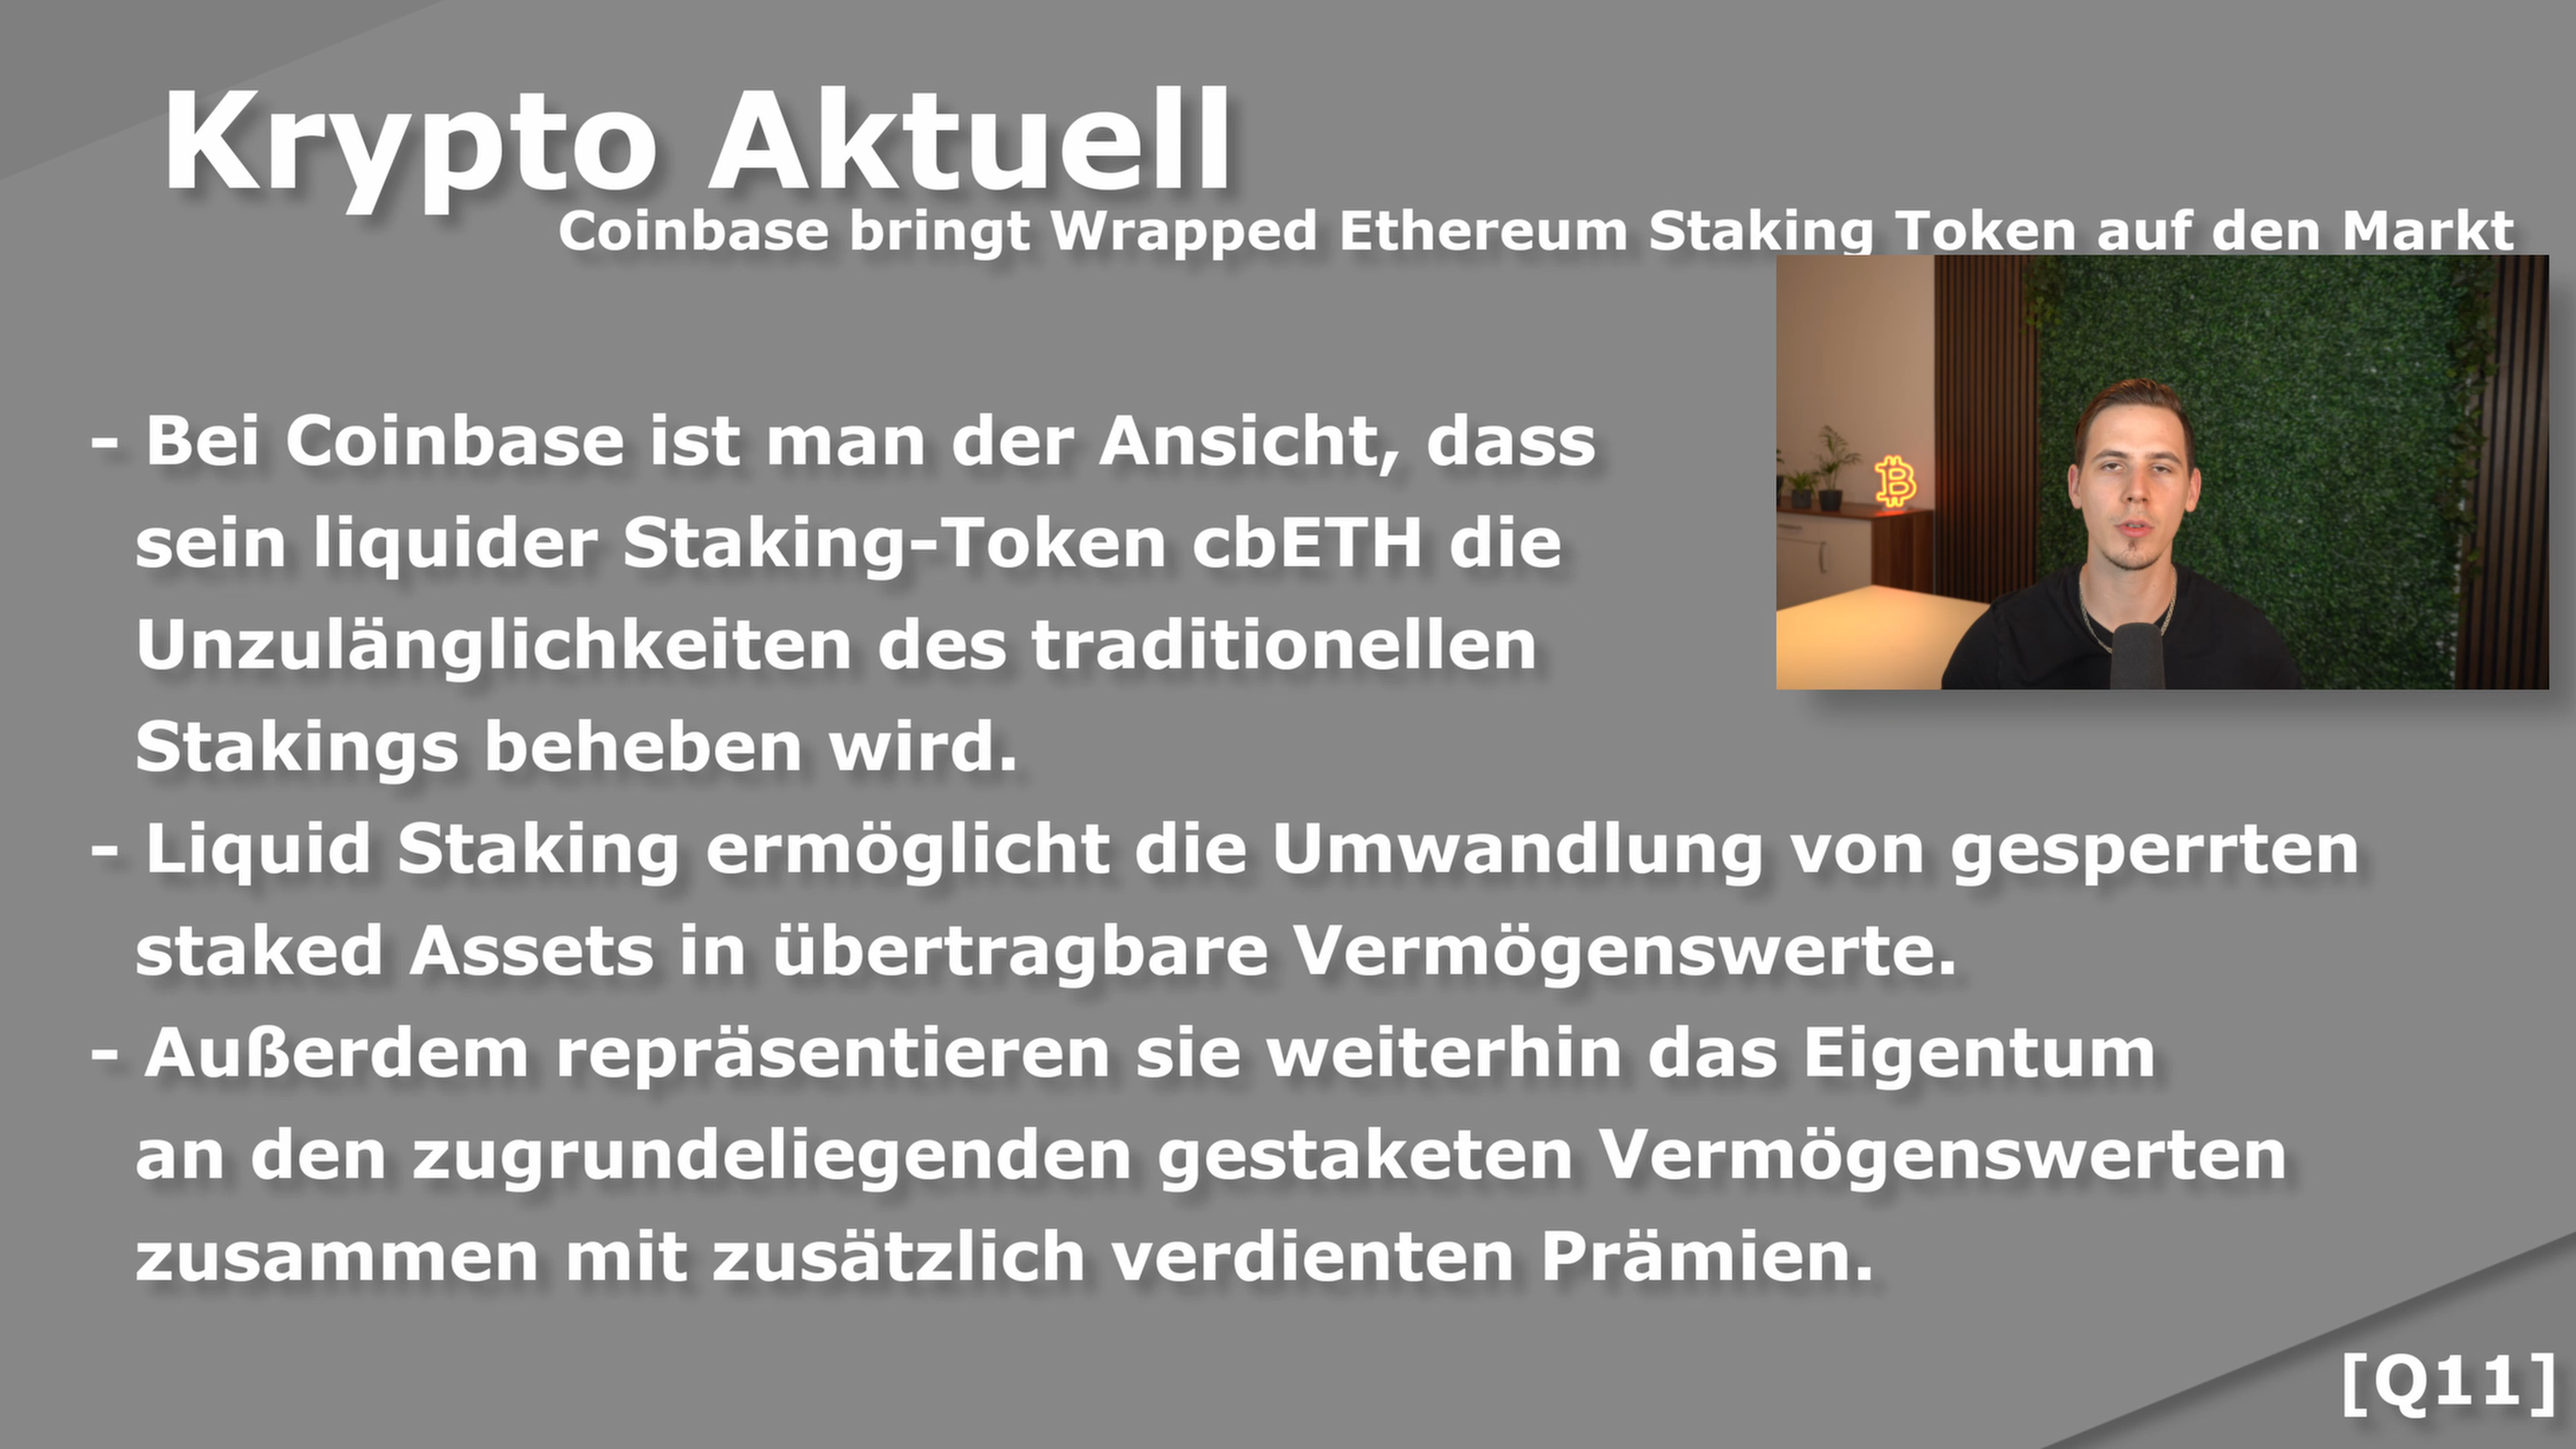 Krypto Aktuell
Coinbase bringt Wrapped Ethereum Staking Token auf den Markt
- Bei Coinbase ist man der Ansicht, dass
sein liquider Staking-Token cbETH die
Unzulänglichkeiten des traditionellen
Stakings beheben wird.
- Liquid Staking ermöglicht die Umwandlung von gesperrten
staked Assets in übertragbare Vermögenswerte.
- Außerdem repräsentieren sie weiterhin das Eigentum
an den zugrundeliegenden gestaketen Vermögenswerten
zusammen mit zusätzlich verdienten Prämien.
[Q11]